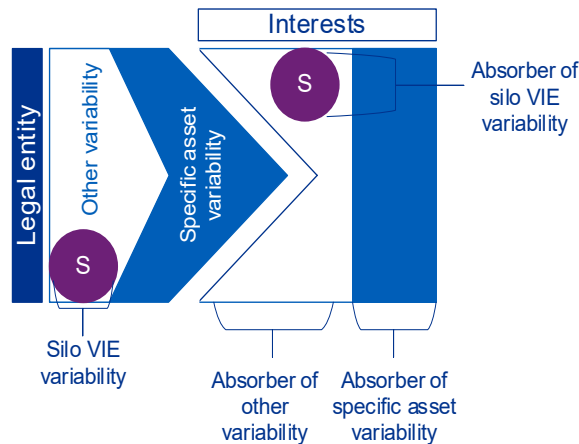 Interests
Legal entity
Other variability
Specific asset
variability
S
S
Absorber of
silo VIE
variability
Silo VIE
variability
Absorber of
other
variability
Absorber of
specific asset
variability